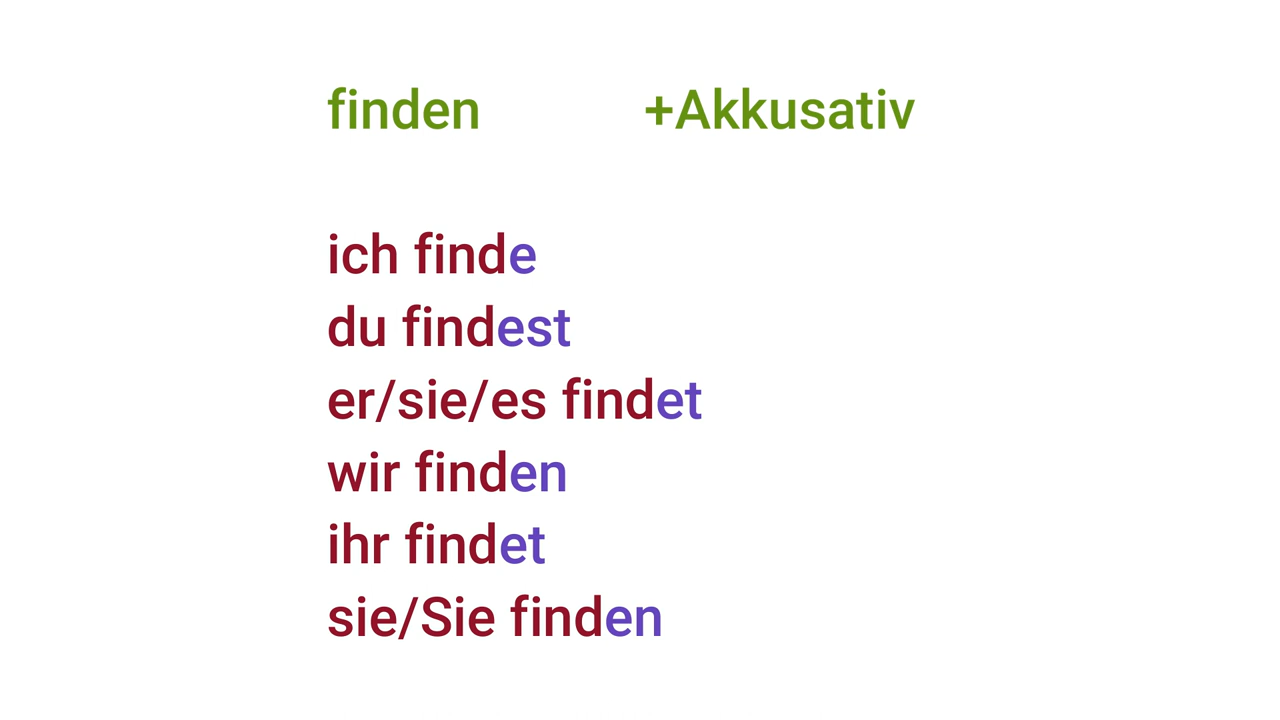 finden +Akkusativ
ich finde
du findest
er/sie/es findet
wir finden
ihr findet
sie/Sie finden